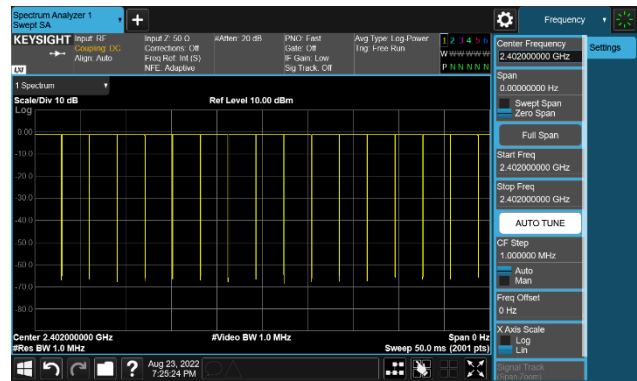 Spectrum Analyzer 1
Swept SA
Frequency
KEYSIGHT
Input: RF
Coupling: DC
Align: Auto
Input Z: 50 Ω
Corrections: Off
Freq Ref: Int (S)
NFE: Adaptive
#Atten: 20 dB
PNO: Fast
Gate: Off
IF Gain: Low
Sig Track: Off
Avg Type: Log-Power
Trig: Free Run
1 2 3 4 5 6
W W W W W W
P N N N N N
LXI
1 Spectrum
Scale/Div 10 dB
Ref Level 10.00 dBm
Log
0.00
-10.0
-20.0
-30.0
-40.0
-50.0
-60.0
-70.0
-80.0
Center 2.402000000 GHz
#Video BW 1.0 MHz
Span 0 Hz
#Res BW 1.0 MHz
Sweep 50.0 ms (2001 pts)
Aug 23, 2022
7:25:24 PM
Center Frequency
2.402000000 GHz
Settings
Span
0.00000000 Hz
Swept Span
Zero Span
Full Span
Start Freq
2.402000000 GHz
Stop Freq
2.402000000 GHz
AUTO TUNE
CF Step
1.000000 MHz
Auto
Man
Freq Offset
0 Hz
X Axis Scale
Log
Lin
Signal Track
(Span Zoom)